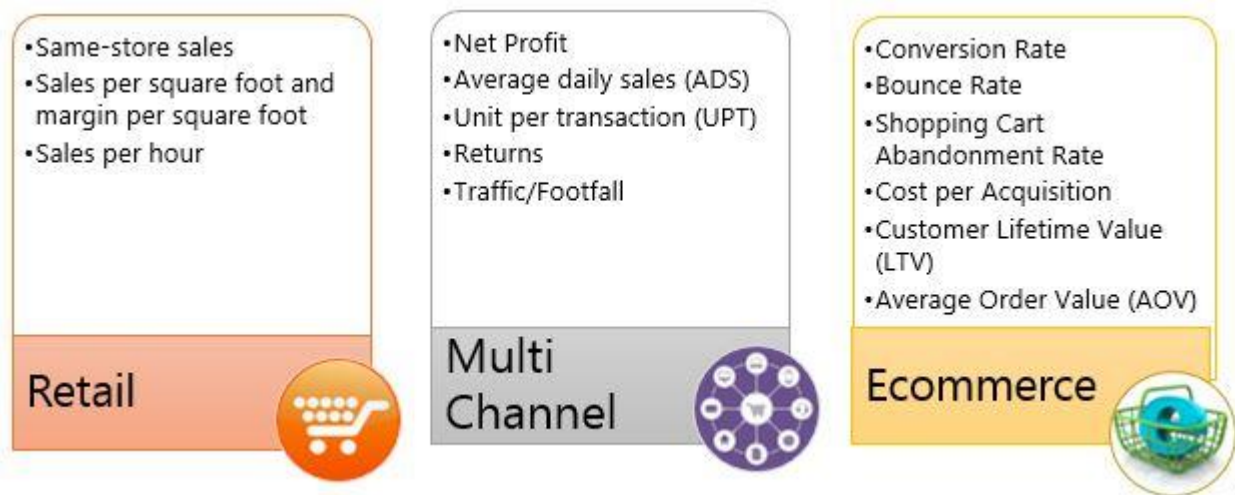 •Same-store sales
•Sales per square foot and
margin per square foot
•Sales per hour
Retail
•Net Profit
•Average daily sales (ADS)
•Unit per transaction (UPT)
•Returns
•Traffic/Footfall
Multi
Channel
•Conversion Rate
•Bounce Rate
•Shopping Cart
Abandonment Rate
•Cost per Acquisition
•Customer Lifetime Value
(LTV)
•Average Order Value (AOV)
Ecommerce
e